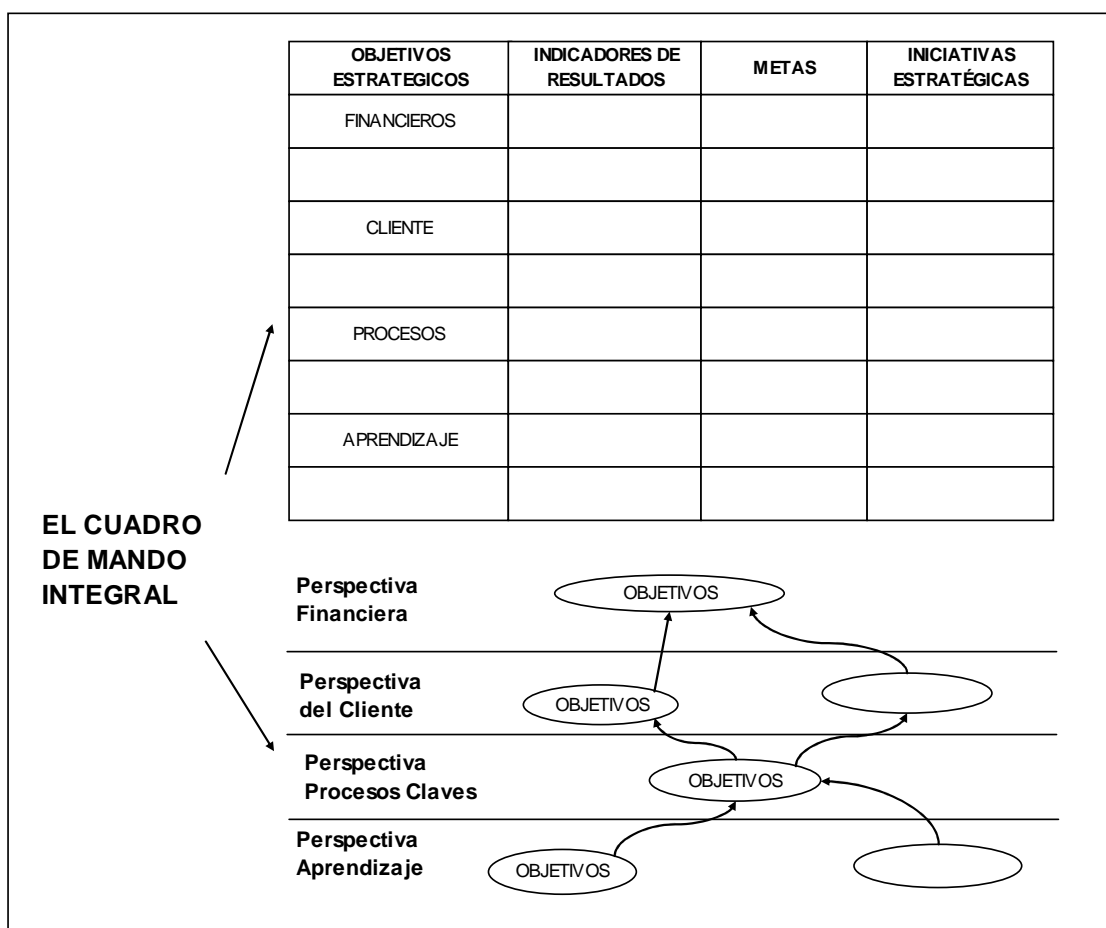 OBJETIVOS
ESTRATEGICOS
INDICADORES DE
RESULTADOS
METAS
INICIATIVAS
ESTRATÉGICAS
FINANCIEROS
CLIENTE
PROCESOS
APRENDIZAJE
EL CUADRO
DE MANDO
INTEGRAL
Perspectiva
Financiera
OBJETIVOS
Perspectiva
del Cliente
OBJETIVOS
Perspectiva
Procesos Claves
OBJETIVOS
Perspectiva
Aprendizaje
OBJETIVOS